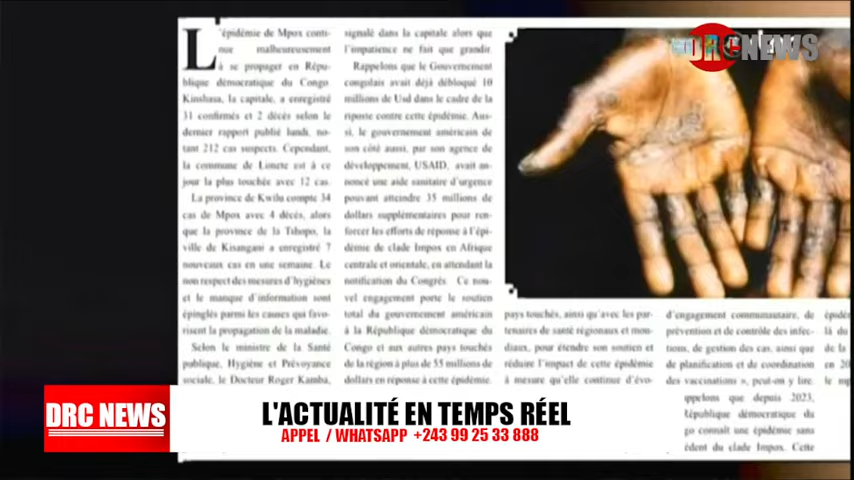 L'épidémie de Mpox conti-
nue malheureusement
à se propager en Répu-
blique démocratique du Congo.
Kinshasa, la capitale, a enregistré
31 confirmés et 2 décès selon le
dernier rapport publié lundi, no-
tant 212 cas suspects. Cependant,
la commune de Limete est à ce
jour la plus touchée avec 12 cas.
La province de Kwilu compte 34
cas de Mpox avec 4 décès, alors
que la province de la Tshopo, la
ville de Kisangani a enregistré 7
nouveaux cas en une semaine. Le
non respect des mesures d'hygiènes
et le manque d'information sont
épinglés parmi les causes qui favo-
risent la propagation de la maladie.
Selon le ministre de la Santé
publique, Hygiène et Prévoyance
sociale, le Docteur Roger Kamba,
signalé dans la capitale alors que
l'impatience ne fait que grandir.
Rappelons que le Gouvernement
congolais avait déjà débloqué 10
millions de Usd dans le cadre de la
riposte contre cette épidémie. Aus-
si, le gouvernement américain de
son côté aussi, par son agence de
développement, USAID, avait an-
noncé une aide sanitaire d'urgence
pouvant atteindre 35 millions de
dollars supplémentaires pour ren-
forcer les efforts de réponse à l'épi-
démie de clade Impox en Afrique
centrale et orientale, en attendant la
notification du Congrès. Ce nou-
vel engagement porte le soutien
total du gouvernement américain
à la République démocratique du
Congo et aux autres pays touchés
de la région à plus de 55 millions de
dollars en réponse à cette épidémie.
pays touchés, ainsi qu'avec les par-
tenaires de santé régionaux et mon-
diaux, pour étendre son soutien et
réduire l'impact de cette épidémie
à mesure qu'elle continue d'évo-
d'engagement communautaire, de
prévention et de contrôle des infec-
tions, de gestion des cas, ainsi que
de planification et de coordination
des vaccinations », peut-on y lire.
appelons que depuis 2023,
République démocratique du
go connaît une épidémie sans
édent du clade Impox. Cette
épidé
là du
de la
en 20
le mp
DRC NEWS
DRC NEWS
L'ACTUALITÉ EN TEMPS RÉEL
APPEL / WHATSAPP +243 99 25 33 888